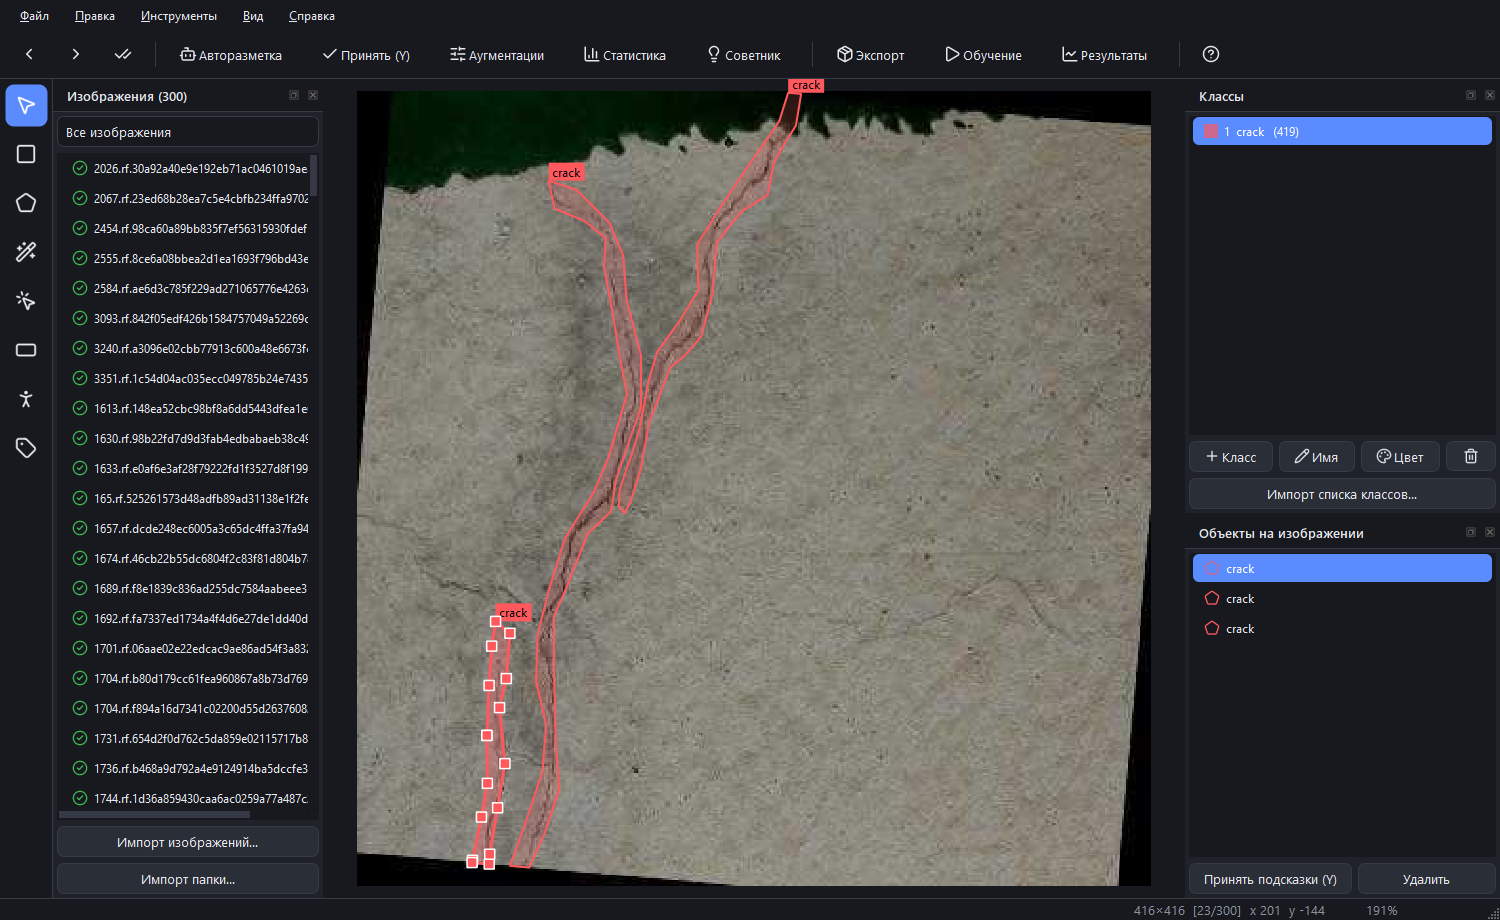 Файл Правка Инструменты Вид Справка
Авторазметка Принять (Y) Аугментации Статистика Советник Экспорт Обучение Результаты
Изображения (300)
Все изображения
2026.rf.30a92a40e9e192eb71ac0461019ae
2067.rf.23ed68b28ea7c5e4cbfb234ffa9702
2454.rf.98ca60a89bb835f7ef56315930fdef
2555.rf.8ce6a08bbea2d1ea1693f796bd43e
2584.rf.ae6d3c785f229ad271065776e4263
3093.rf.842f05edf426b1584757049a52269c
3240.rf.a3096e02cbb77913c600a48e6673f
3351.rf.1c54d04ac035ecc049785b24e7435
1613.rf.148ea52cbc98bf8a6dd5443dfea1e
1630.rf.98b22fd7d9d3fab4edbabaeb38c49
1633.rf.e0af6e3af28f79222fd1f3527d8f199
165.rf.525261573d48adfb89ad31138e1f2fe
1657.rf.dcde248ec6005a3c65dc4ffa37fa94
1674.rf.46cb22b55dc6804f2c83f81d804b7
1689.rf.f8e1839c836ad255dc7584aabeee3
1692.rf.fa7337ed1734a4f4d6e27de1dd40d
1701.rf.06aae02e22edcac9ae86ad54f3a83
1704.rf.b80d179cc61fea960867a8b73d769
1704.rf.f894a16d7341c02200d55d2637608
1731.rf.654d2f0d762c5da859e02115717b8
1736.rf.b468a9d792a4e9124914ba5dccfe3
1744.rf.1d36a859430caa6ac0259a77a487c
Импорт изображений...
Импорт папки...
crack
crack
crack
Классы
1 crack (419)
Класс Имя Цвет
Импорт списка классов...
Объекты на изображении
crack
crack
crack
Принять подсказки (Y) Удалить
416×416 [23/300] x 201 y -144 191%